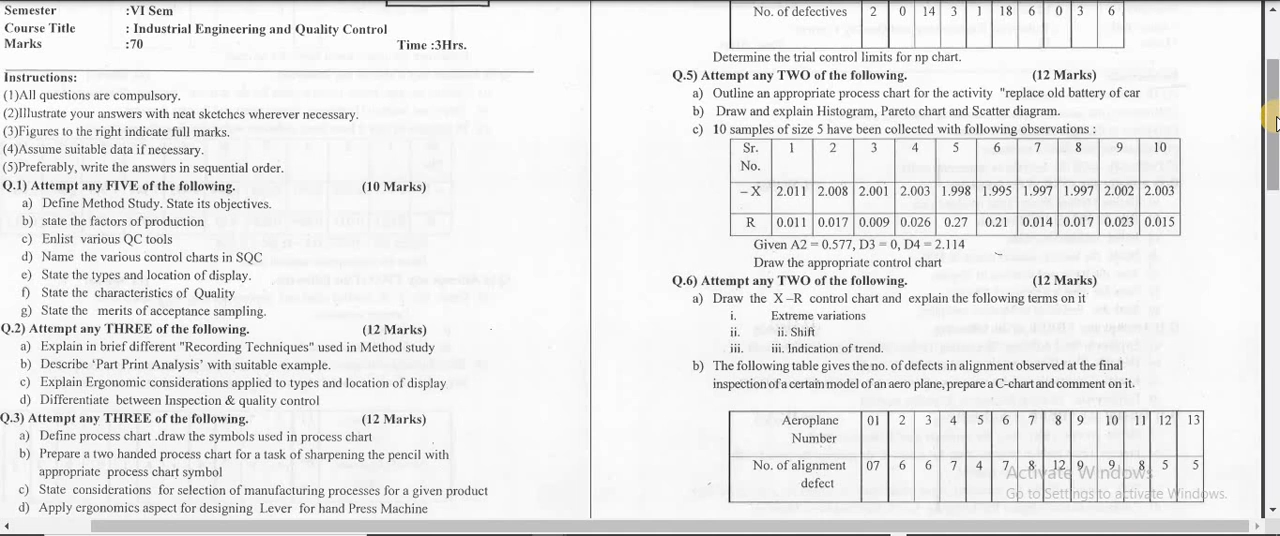 Semester :VI Sem
Course Title : Industrial Engineering and Quality Control
Marks :70 Time :3Hrs.
Instructions:
(1)All questions are compulsory.
(2)Illustrate your answers with neat sketches wherever necessary.
(3)Figures to the right indicate full marks.
(4)Assume suitable data if necessary.
(5)Preferably, write the answers in sequential order.
Q.1) Attempt any FIVE of the following. (10 Marks)
a) Define Method Study. State its objectives.
b) state the factors of production
c) Enlist various QC tools
d) Name the various control charts in SQC
e) State the types and location of display.
f) State the characteristics of Quality
g) State the merits of acceptance sampling.
Q.2) Attempt any THREE of the following. (12 Marks)
a) Explain in brief different "Recording Techniques" used in Method study
b) Describe ‘Part Print Analysis’ with suitable example.
c) Explain Ergonomic considerations applied to types and location of display
d) Differentiate between Inspection & quality control
Q.3) Attempt any THREE of the following. (12 Marks)
a) Define process chart .draw the symbols used in process chart
b) Prepare a two handed process chart for a task of sharpening the pencil with
appropriate process chart symbol
c) State considerations for selection of manufacturing processes for a given product
d) Apply ergonomics aspect for designing Lever for hand Press Machine
No. of defectives 2 0 14 3 1 18 6 0 3 6
Determine the trial control limits for np chart.
Q.5) Attempt any TWO of the following. (12 Marks)
a) Outline an appropriate process chart for the activity "replace old battery of car
b) Draw and explain Histogram, Pareto chart and Scatter diagram.
c) 10 samples of size 5 have been collected with following observations :
Sr. 1 2 3 4 5 6 7 8 9 10
No.
– X 2.011 2.008 2.001 2.003 1.998 1.995 1.997 1.997 2.002 2.003
R 0.011 0.017 0.009 0.026 0.27 0.21 0.014 0.017 0.023 0.015
Given A2 = 0.577, D3 = 0, D4 = 2.114
Draw the appropriate control chart
Q.6) Attempt any TWO of the following. (12 Marks)
a) Draw the X –R control chart and explain the following terms on it
i. Extreme variations
ii. ii. Shift
iii. iii. Indication of trend.
b) The following table gives the no. of defects in alignment observed at the final
inspection of a certain model of an aero plane, prepare a C-chart and comment on it.
Aeroplane 01 2 3 4 5 6 7 8 9 10 11 12 13
Number
No. of alignment 07 6 6 7 4 7 8 12 9 9 8 5 5
defect
Activate Windows
Go to Settings to activate Windows.